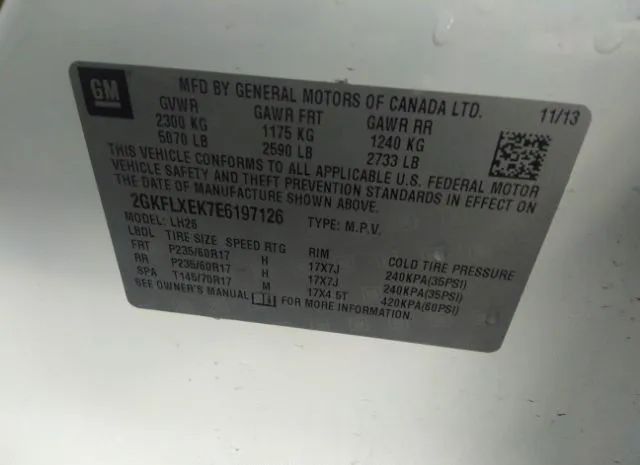 GM
MFD BY GENERAL MOTORS OF CANADA LTD.
11/13
GVWR GAWR FRT GAWR RR
2300 KG 1175 KG 1240 KG
5070 LB 2590 LB 2733 LB
THIS VEHICLE CONFORMS TO ALL APPLICABLE U.S. FEDERAL MOTOR
VEHICLE SAFETY AND THEFT PREVENTION STANDARDS IN EFFECT ON
THE DATE OF MANUFACTURE SHOWN ABOVE.
2GKFLXEK7E6197126 TYPE: M.P.V.
MODEL: LH26
LBDL TIRE SIZE SPEED RTG RIM COLD TIRE PRESSURE
FRT P235/60R17 H 17X7J 240KPA(35PSI)
RR P235/60R17 H 17X7J 240KPA(35PSI)
SPA T145/70R17 M 17X4.5T 420KPA(60PSI)
SEE OWNER'S MANUAL FOR MORE INFORMATION.